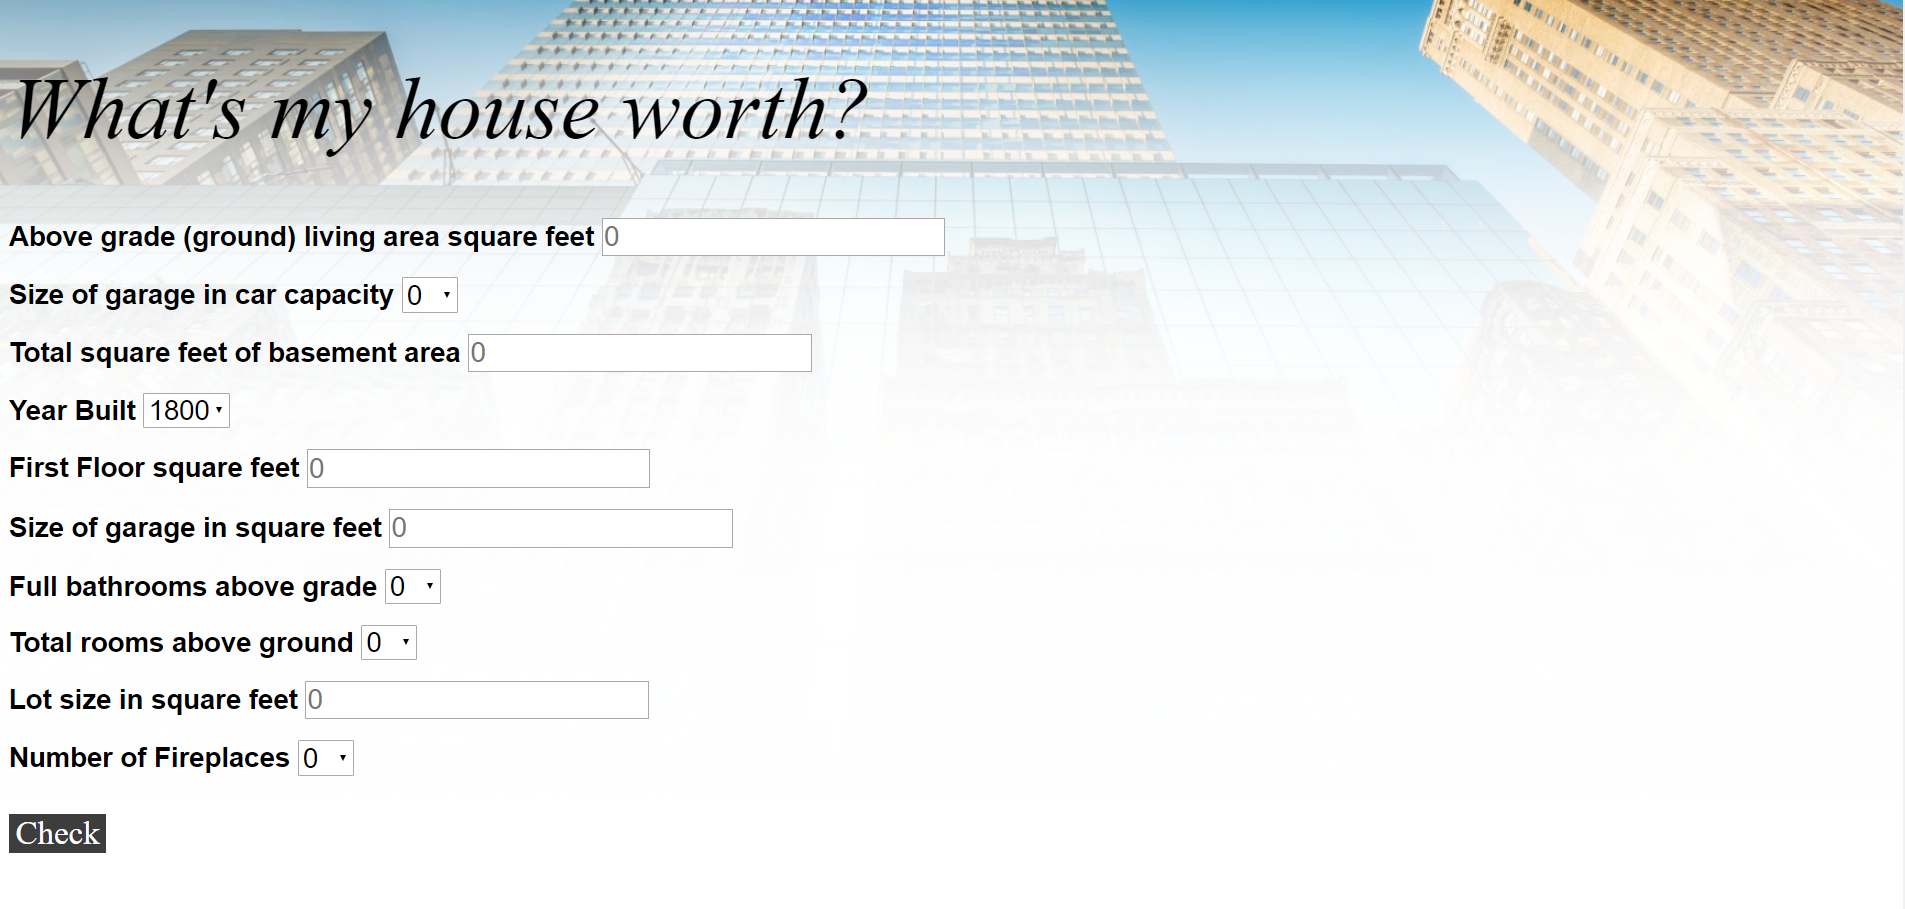 What's my house worth?
Above grade (ground) living area square feet 0
Size of garage in car capacity 0
Total square feet of basement area 0
Year Built 1800
First Floor square feet 0
Size of garage in square feet 0
Full bathrooms above grade 0
Total rooms above ground 0
Lot size in square feet 0
Number of Fireplaces 0
Check